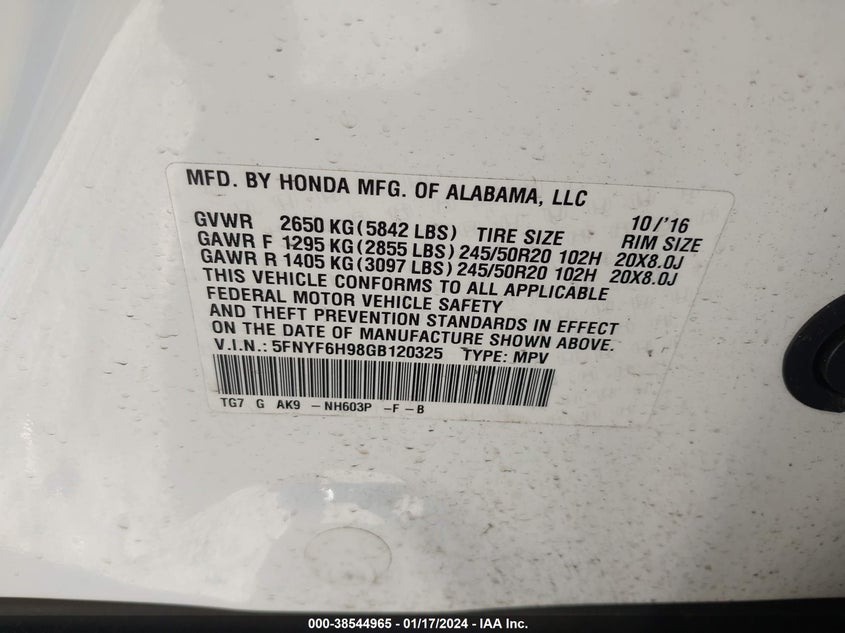 MFD. BY HONDA MFG. OF ALABAMA, LLC 10/'16
GVWR 2650 KG(5842 LBS) TIRE SIZE RIM SIZE
GAWR F 1295 KG(2855 LBS)245/50R20 102H 20X8.0J
GAWR R 1405 KG(3097 LBS)245/50R20 102H 20X8.0J
THIS VEHICLE CONFORMS TO ALL APPLICABLE
FEDERAL MOTOR VEHICLE SAFETY
AND THEFT PREVENTION STANDARDS IN EFFECT
ON THE DATE OF MANUFACTURE SHOWN ABOVE.
V.I.N.: 5FNYF6H98GB120325 TYPE: MPV
TG7 G AK9 -NH603P -F-B
000-38544965 - 01/17/2024 - IAA Inc.